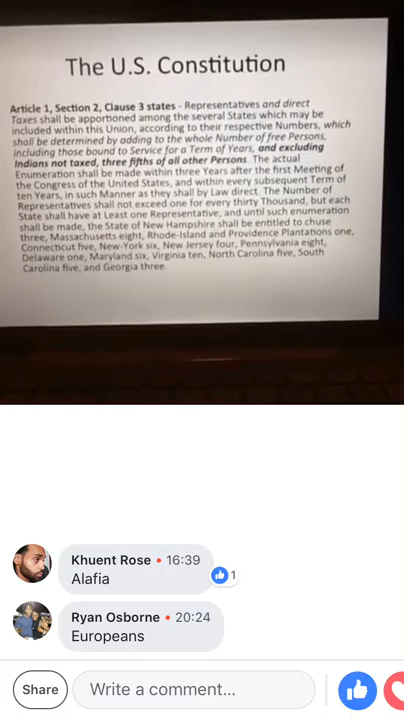 The U.S. Constitution
Article 1, Section 2, Clause 3 states - Representatives and direct
Taxes shall be apportioned among the several States which may be
included within this Union, according to their respective Numbers, which
shall be determined by adding to the whole Number of free Persons,
including those bound to Service for a Term of Years, and excluding
Indians not taxed, three fifths of all other Persons. The actual
Enumeration shall be made within three Years after the first Meeting of
the Congress of the United States, and within every subsequent Term of
ten Years, in such Manner as they shall by Law direct. The Number of
Representatives shall not exceed one for every thirty Thousand, but each
State shall have at Least one Representative; and until such enumeration
shall be made, the State of New Hampshire shall be entitled to chuse
three, Massachusetts eight, Rhode-Island and Providence Plantations one,
Connecticut five, New-York six, New Jersey four, Pennsylvania eight,
Delaware one, Maryland six, Virginia ten, North Carolina five, South
Carolina five, and Georgia three.
Khuent Rose • 16:39
Alafia
1
Ryan Osborne • 20:24
Europeans
Share
Write a comment...